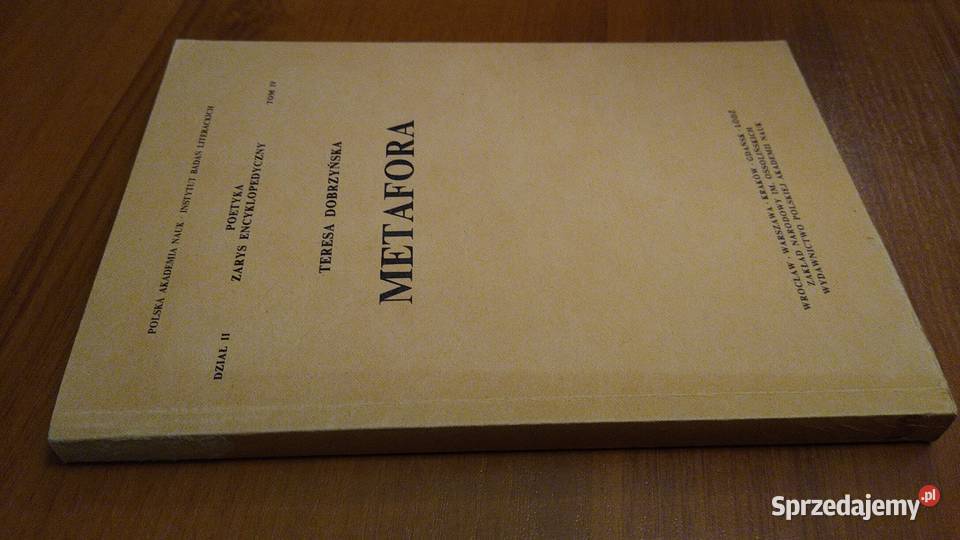 POLSKA AKADEMIA NAUK · INSTYTUT BADAŃ LITERACKICH
POETYKA
DZIAŁ II ZARYS ENCYKLOPEDYCZNY TOM IV
TERESA DOBRZYŃSKA
METAFORA
WROCŁAW · WARSZAWA · KRAKÓW · GDAŃSK · ŁÓDŹ
ZAKŁAD NARODOWY IM. OSSOLIŃSKICH
WYDAWNICTWO POLSKIEJ AKADEMII NAUK
Sprzedajemy.pl